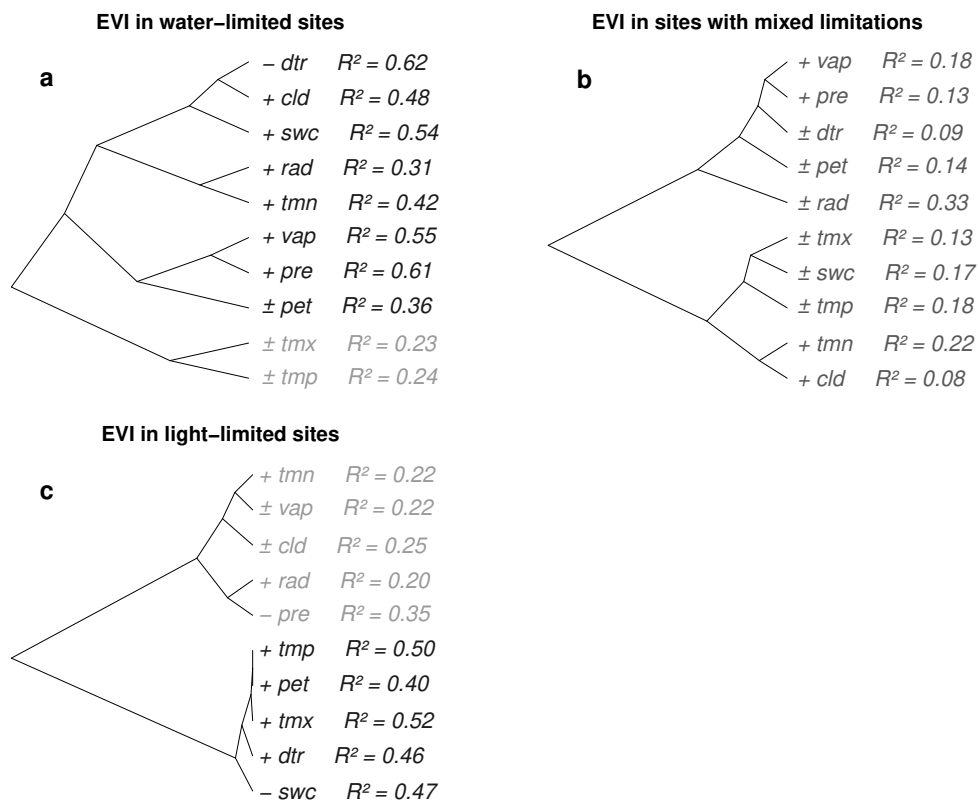 EVI in water−limited sites
a
− dtr R² = 0.62
+ cld R² = 0.48
+ swc R² = 0.54
+ rad R² = 0.31
+ tmn R² = 0.42
+ vap R² = 0.55
+ pre R² = 0.61
± pet R² = 0.36
± tmx R² = 0.23
± tmp R² = 0.24
EVI in sites with mixed limitations
b
+ vap R² = 0.18
+ pre R² = 0.13
± dtr R² = 0.09
± pet R² = 0.14
± rad R² = 0.33
± tmx R² = 0.13
± swc R² = 0.17
± tmp R² = 0.18
+ tmn R² = 0.22
+ cld R² = 0.08
EVI in light−limited sites
c
+ tmn R² = 0.22
± vap R² = 0.22
± cld R² = 0.25
+ rad R² = 0.20
− pre R² = 0.35
+ tmp R² = 0.50
+ pet R² = 0.40
+ tmx R² = 0.52
+ dtr R² = 0.46
− swc R² = 0.47